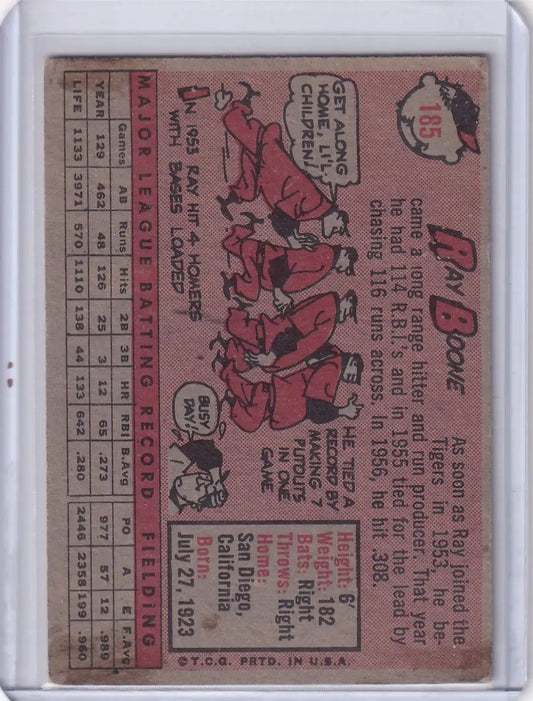 185
RAY BOONE
As soon as Ray joined the
Tigers in 1953, he be-
came a long range hitter and run producer. That year
he had 114 R.B.I.'s and in 1955 tied for the lead by
chasing 116 runs across. In 1956, he hit .308.
GET ALONG
HOME, LI'L
CHILDREN!
IN 1953 RAY HIT 4 HOMERS
WITH BASES LOADED
HE TIED A
RECORD BY
MAKING 7
PUTOUTS
IN ONE
GAME
BUSY
DAY!
Height: 6'
Weight: 182
Bats: Right
Throws: Right
Home:
San Diego,
California
Born:
July 27, 1923
©T.C.G. PRTD. IN U.S.A.
MAJOR LEAGUE BATTING RECORD FIELDING
Games AB Runs Hits 2B 3B HR RBI B.Avg PO A E F.Avg
YEAR 129 462 48 126 25 3 12 65 .273 977 57 12 .989
LIFE 1133 3971 570 1110 138 44 133 642 .280 2446 2358 199 .960